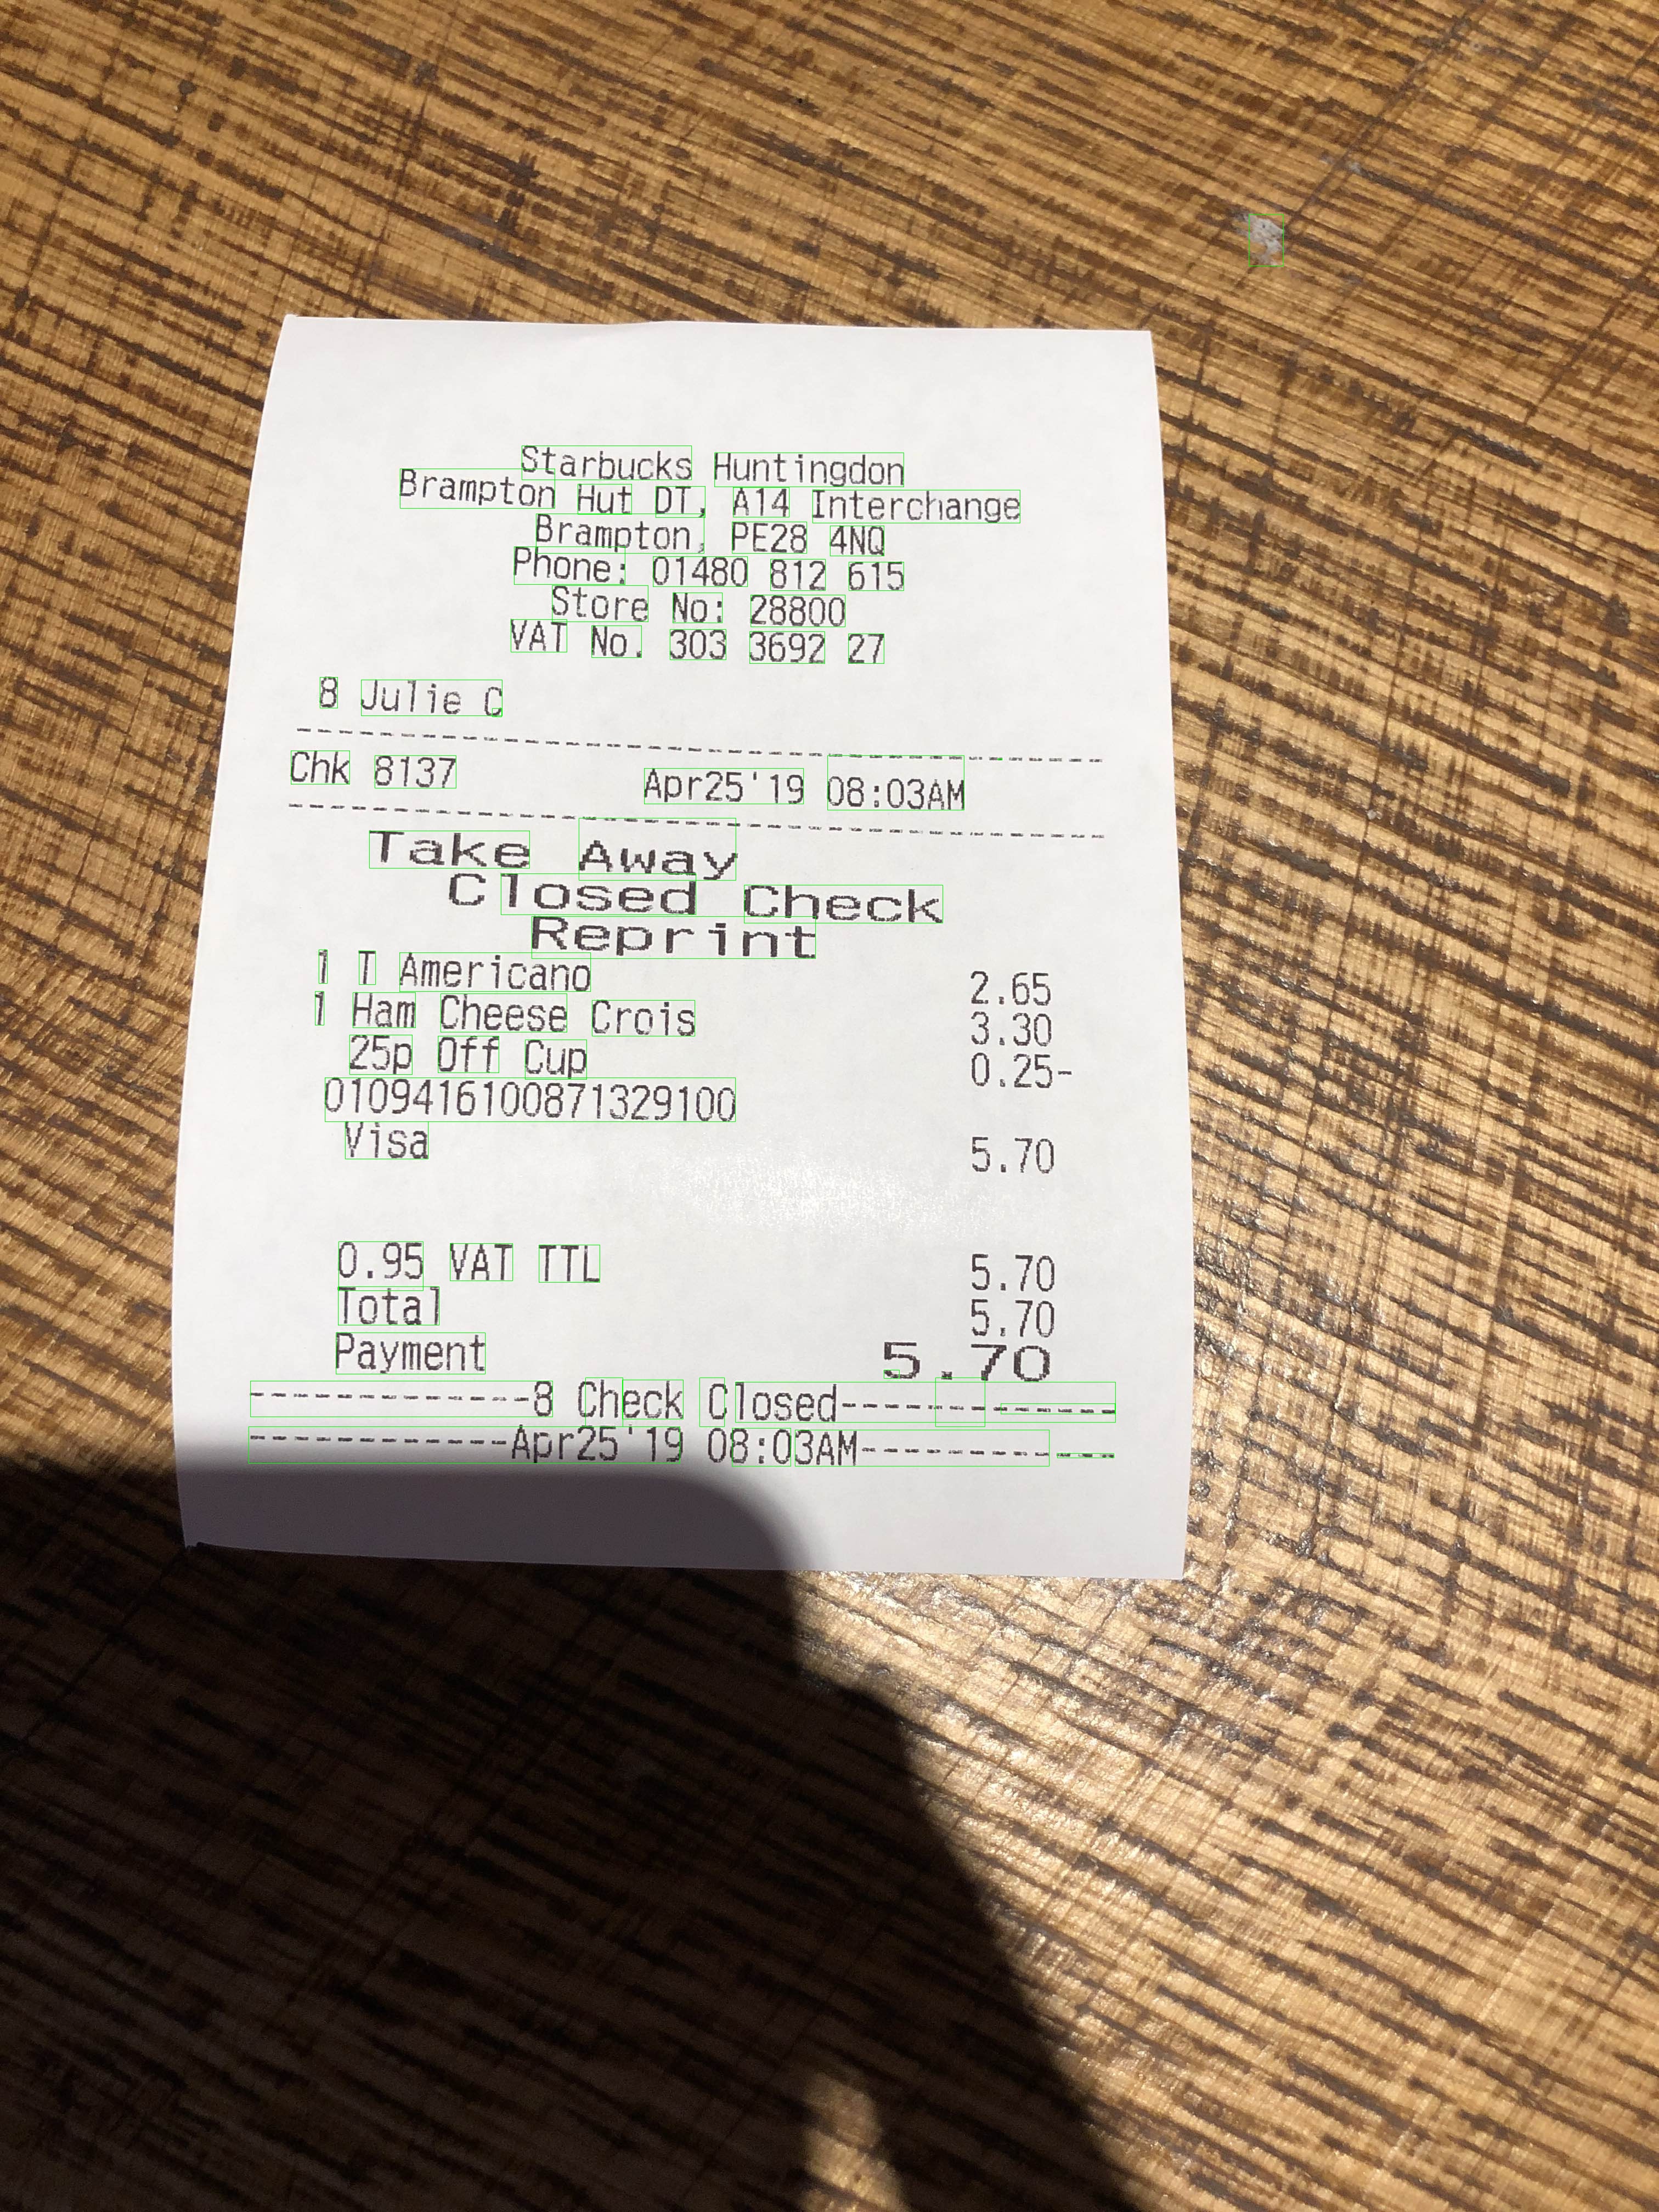 Starbucks Huntingdon
Brampton Hut DT, A14 Interchange
Brampton, PE28 4NQ
Phone: 01480 812 615
Store No: 28800
VAT No. 303 3692 27
8 Julie C
--------------------------------------
Chk 8137 Apr25'19 08:03AM
--------------------------------------
Take Away
Closed Check
Reprint
1 T Americano 2.65
1 Ham Cheese Crois 3.30
25p Off Cup 0.25-
0109416100871329100
Visa 5.70
0.95 VAT TTL 5.70
Total 5.70
Payment 5.70
------------8 Check Closed------------
-----------Apr25'19 08:03AM-----------